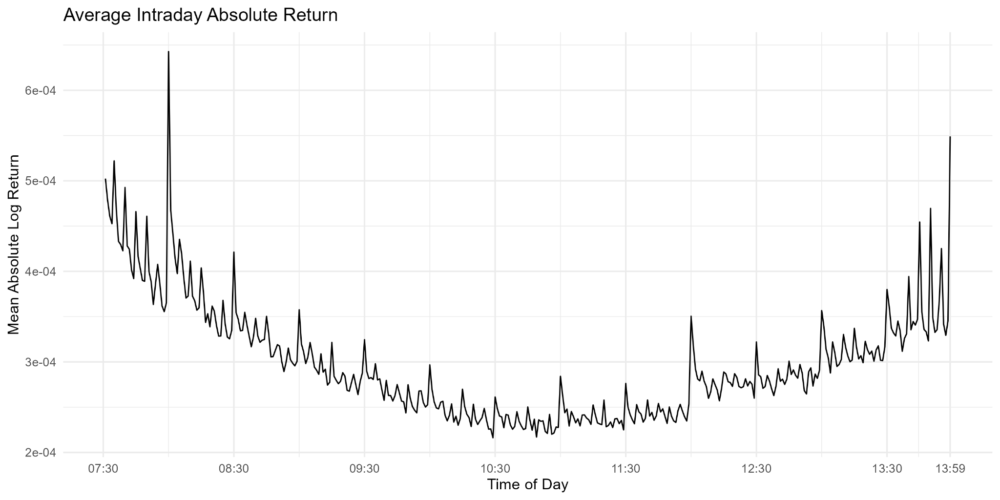 Average Intraday Absolute Return
Mean Absolute Log Return
6e-04
5e-04
4e-04
3e-04
2e-04
07:30 08:30 09:30 10:30 11:30 12:30 13:30 13:59
Time of Day